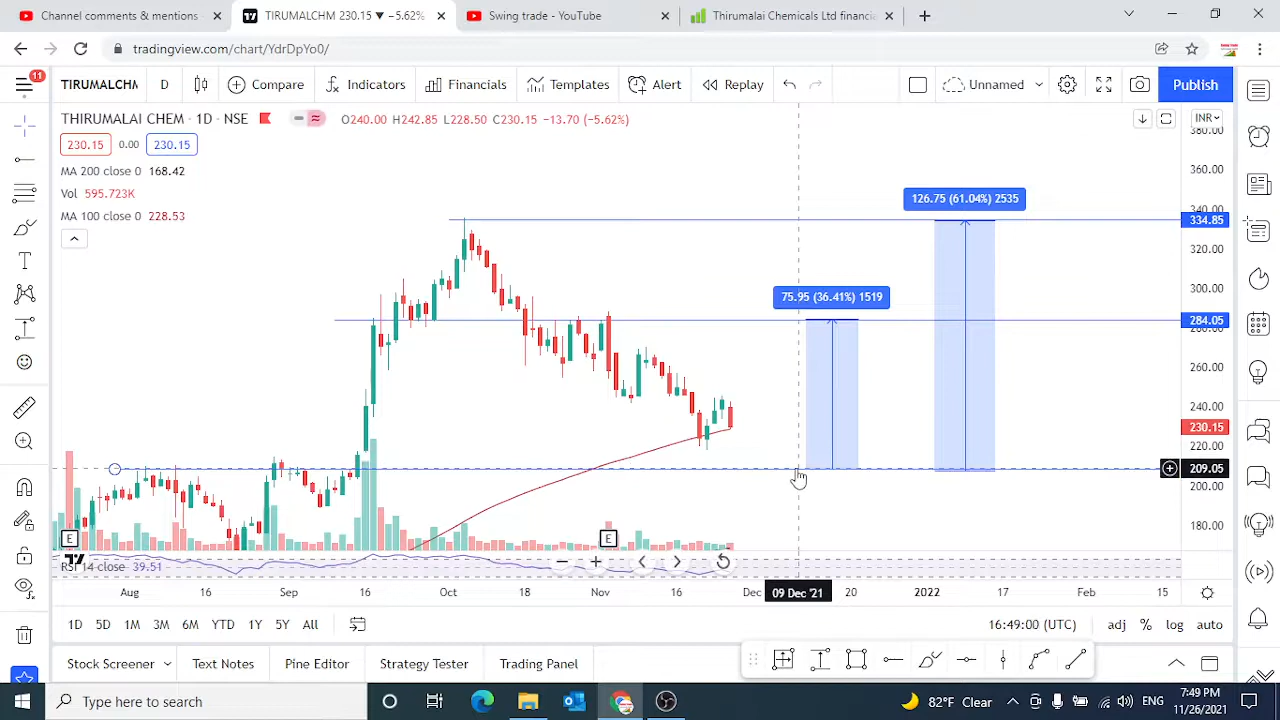 Channel comments & mentions -
TIRUMALCHM 230.15 ▼ −5.62%
Swing trade - YouTube
Thirumalai Chemicals Ltd financia
tradingview.com/chart/YdrDpYo0/
11
TIRUMALCHM
D
Compare
Indicators
Financials
Templates
Alert
Replay
Unnamed
Publish
THIRUMALAI CHEM · 1D · NSE
O240.00 H242.85 L228.50 C230.15 −13.70 (−5.62%)
INR
230.15
0.00
230.15
MA 200 close 0 168.42
Vol 595.723K
MA 100 close 0 228.53
126.75 (61.04%) 2535
75.95 (36.41%) 1519
380.00
360.00
340.00
334.85
320.00
300.00
284.05
280.00
260.00
240.00
230.15
220.00
209.05
200.00
180.00
E
E
RSI 14 close 39.51
Aug
16
Sep
16
Oct
18
Nov
16
Dec
09 Dec '21
20
2022
17
Feb
15
1D
5D
1M
3M
6M
YTD
1Y
5Y
All
16:49:00 (UTC)
adj
%
log
auto
Stock Screener
Text Notes
Pine Editor
Strategy Tester
Trading Panel
Type here to search
82°F Clear
ENG
7:49 PM
11/26/2021